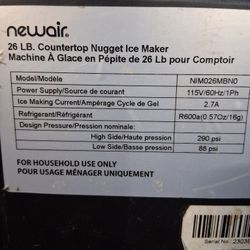 newair
26 LB. Countertop Nugget Ice Maker
Machine À Glace en Pépite de 26 Lb pour Comptoir
Model/Modèle NIM026MBN0
Power Supply/Source de courant 115V/60Hz/1Ph
Ice Making Current/Ampérage Cycle de Gel 2.7A
Refrigerant/Réfrigérant R600a(0.57Oz/16g)
Design Pressure/Pression nominale:
High Side/Haute pression 290 psi
Low Side/Basse pression 88 psi
FOR HOUSEHOLD USE ONLY
POUR USAGE MÉNAGER UNIQUEMENT
Serial No.: